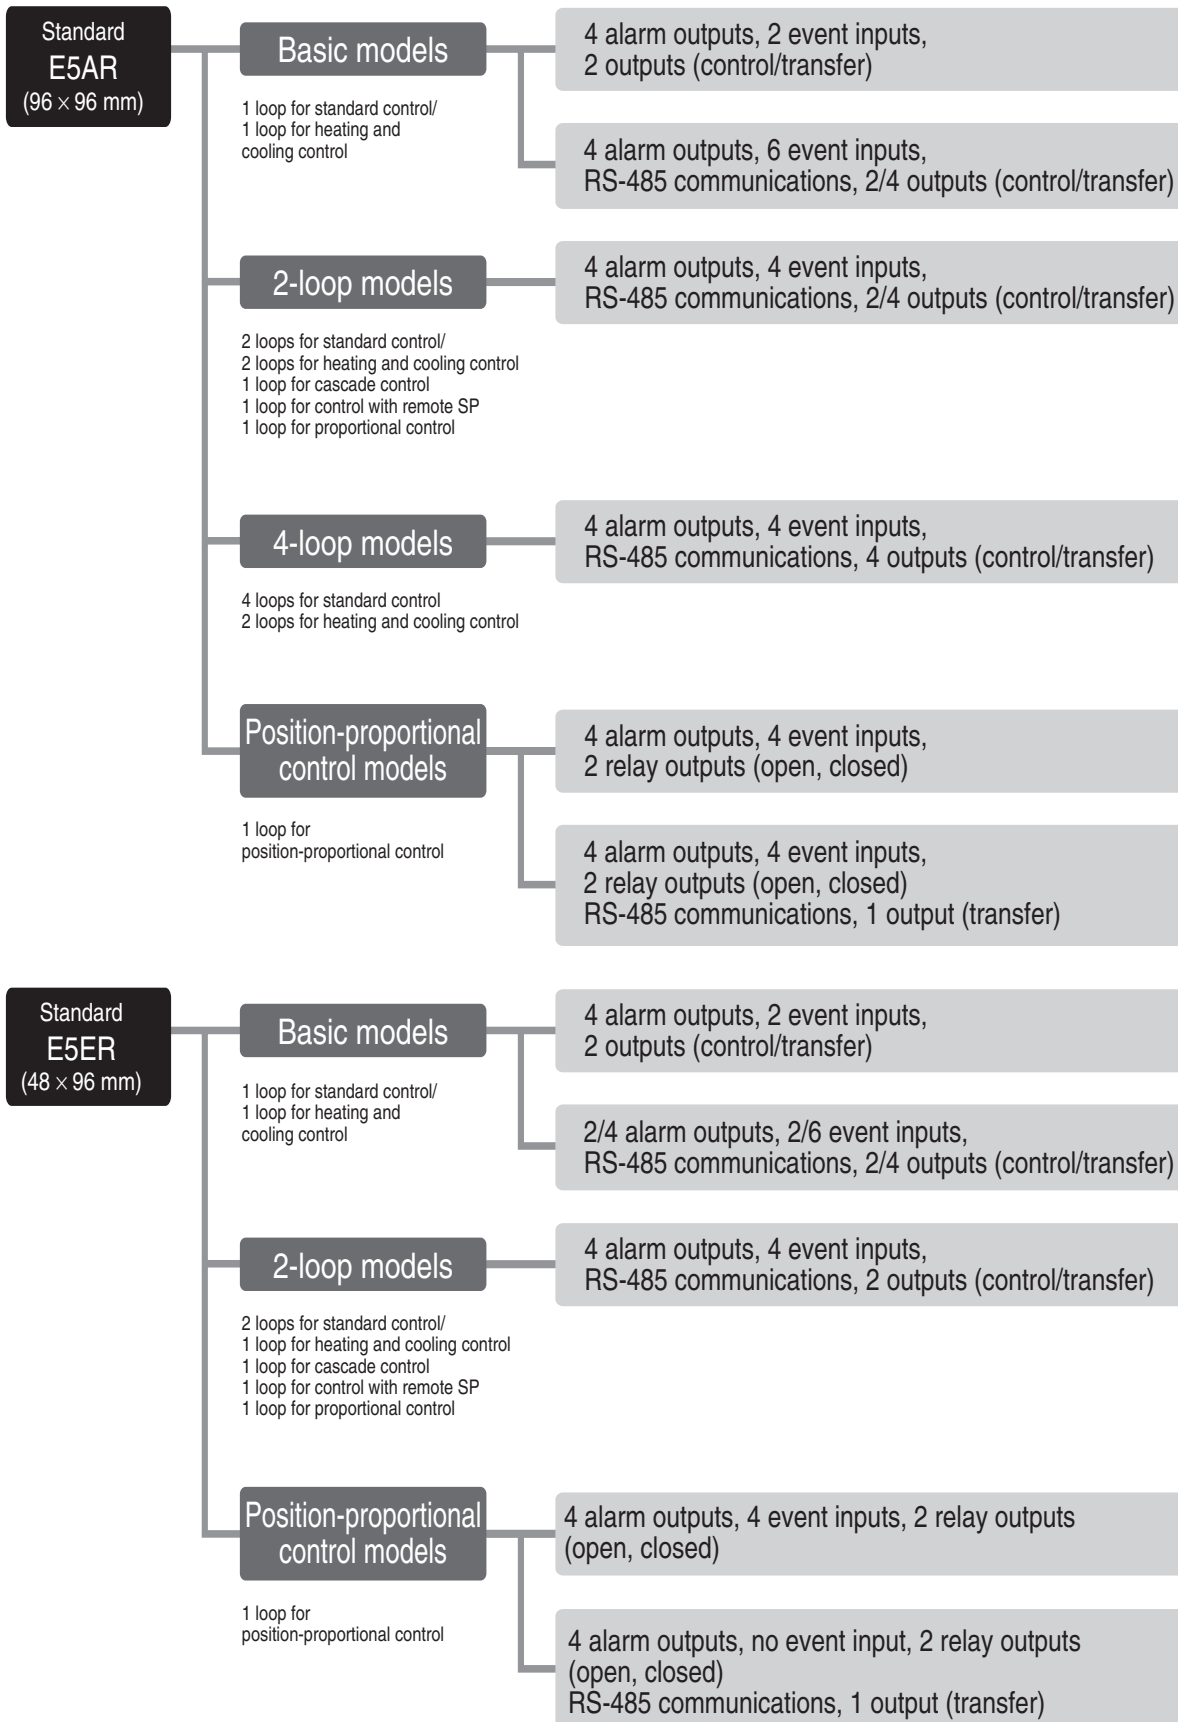 Standard
E5AR
(96 × 96 mm)
Basic models
1 loop for standard control/
1 loop for heating and
cooling control
4 alarm outputs, 2 event inputs,
2 outputs (control/transfer)
4 alarm outputs, 6 event inputs,
RS-485 communications, 2/4 outputs (control/transfer)
2-loop models
2 loops for standard control/
2 loops for heating and cooling control
1 loop for cascade control
1 loop for control with remote SP
1 loop for proportional control
4 alarm outputs, 4 event inputs,
RS-485 communications, 2/4 outputs (control/transfer)
4-loop models
4 loops for standard control
2 loops for heating and cooling control
4 alarm outputs, 4 event inputs,
RS-485 communications, 4 outputs (control/transfer)
Position-proportional
control models
1 loop for
position-proportional control
4 alarm outputs, 4 event inputs,
2 relay outputs (open, closed)
4 alarm outputs, 4 event inputs,
2 relay outputs (open, closed)
RS-485 communications, 1 output (transfer)
Standard
E5ER
(48 × 96 mm)
Basic models
1 loop for standard control/
1 loop for heating and
cooling control
4 alarm outputs, 2 event inputs,
2 outputs (control/transfer)
2/4 alarm outputs, 2/6 event inputs,
RS-485 communications, 2/4 outputs (control/transfer)
2-loop models
2 loops for standard control/
1 loop for heating and cooling control
1 loop for cascade control
1 loop for control with remote SP
1 loop for proportional control
4 alarm outputs, 4 event inputs,
RS-485 communications, 2 outputs (control/transfer)
Position-proportional
control models
1 loop for
position-proportional control
4 alarm outputs, 4 event inputs, 2 relay outputs
(open, closed)
4 alarm outputs, no event input, 2 relay outputs
(open, closed)
RS-485 communications, 1 output (transfer)